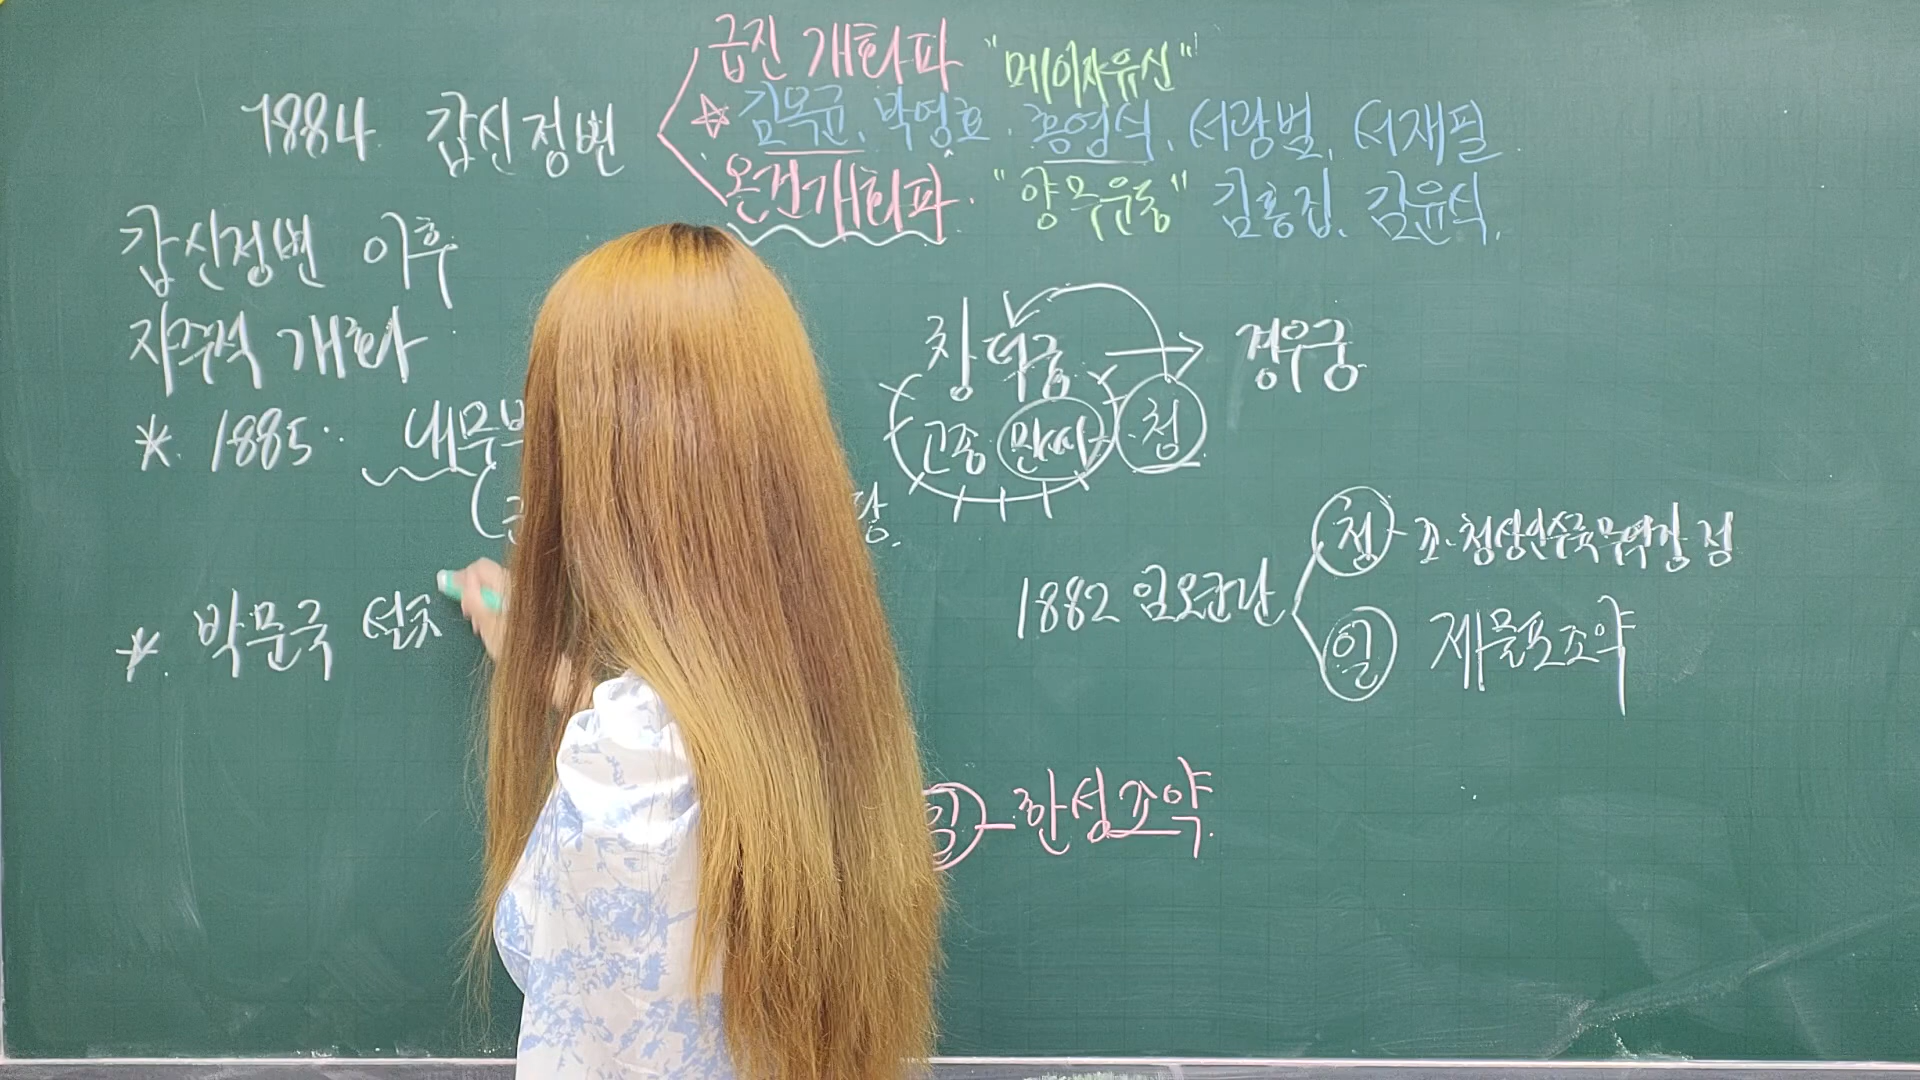 급진 개화파 "메이지유신"
1884. 갑신정변 ☆ 김옥균, 박영효, 홍영식, 서광범, 서재필.
온건개화파. "양무운동" 김홍집, 김윤식.
갑신정변 이후
자주적 개화
창덕궁 → 경우궁
* 1885.. 내무부
고종 민씨 청
당.
청 - 조·청상민수륙무역장정
1882 임오군란
일 제물포조약
* 박문국 설치
일 - 한성조약.